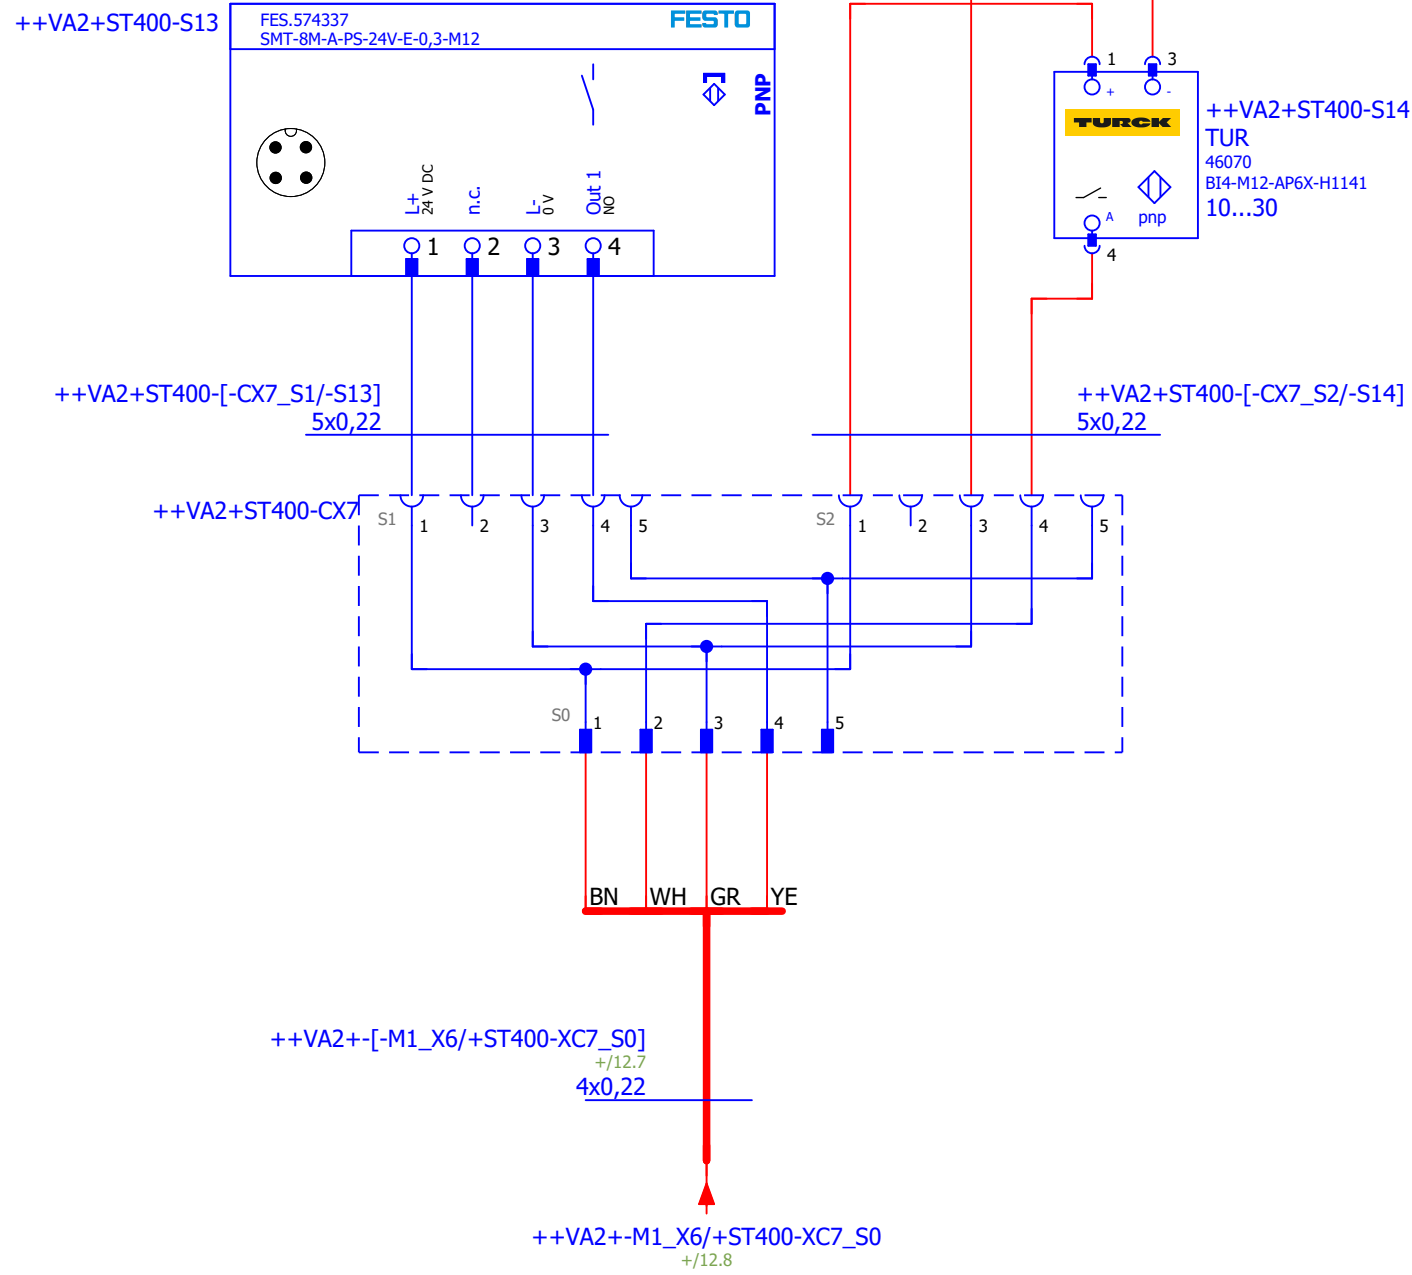 ++VA2+ST400-S13
FES.574337
SMT-8M-A-PS-24V-E-0,3-M12
FESTO
PNP
L+
24 V DC
n.c.
L-
0 V
Out 1
NO
1
2
3
4
1
3
+
-
TURCK
A
pnp
4
++VA2+ST400-S14
TUR
46070
BI4-M12-AP6X-H1141
10...30
++VA2+ST400-[-CX7_S1/-S13]
5x0,22
++VA2+ST400-[-CX7_S2/-S14]
5x0,22
++VA2+ST400-CX7
S1
1
2
3
4
5
S2
1
2
3
4
5
S0
1
2
3
4
5
BN
WH
GR
YE
++VA2+-[-M1_X6/+ST400-XC7_S0]
+/12.7
4x0,22
++VA2+-M1_X6/+ST400-XC7_S0
+/12.8